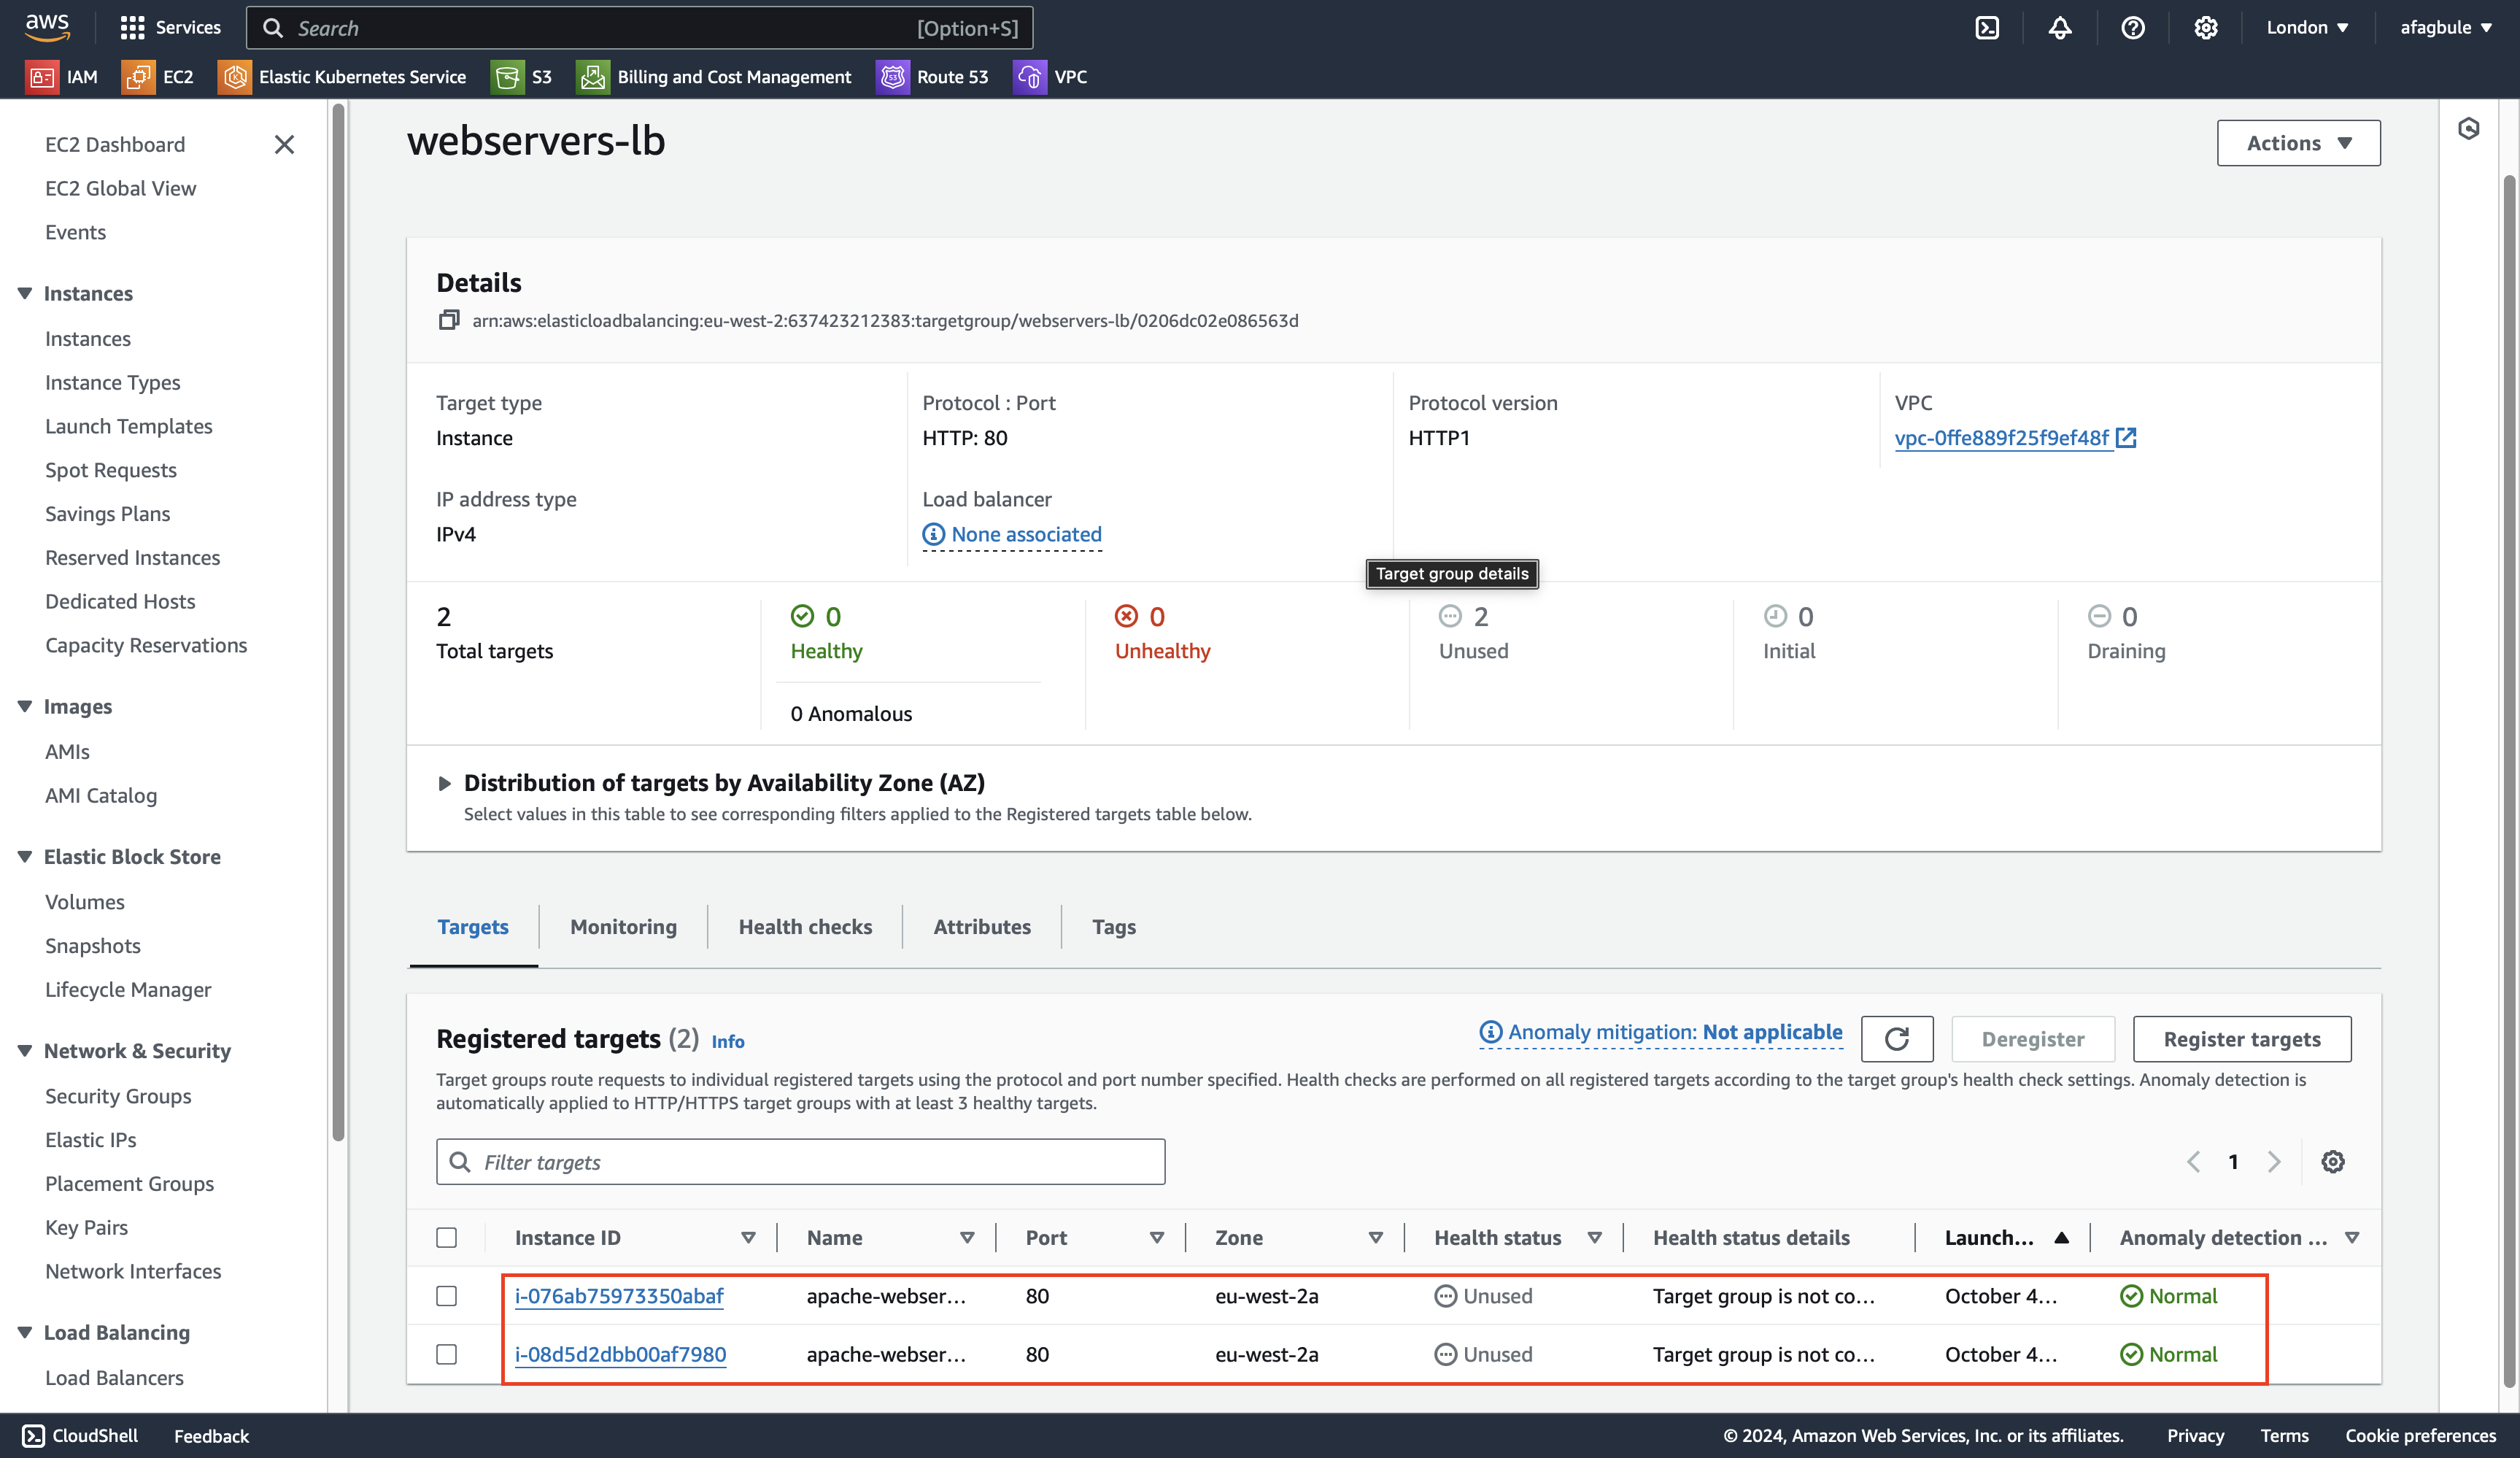 aws
Services
Search
[Option+S]
London
afagbule
IAM
EC2
Elastic Kubernetes Service
S3
Billing and Cost Management
53
Route 53
VPC
EC2 Dashboard
EC2 Global View
Events
Instances
Instances
Instance Types
Launch Templates
Spot Requests
Savings Plans
Reserved Instances
Dedicated Hosts
Capacity Reservations
Images
AMIs
AMI Catalog
Elastic Block Store
Volumes
Snapshots
Lifecycle Manager
Network & Security
Security Groups
Elastic IPs
Placement Groups
Key Pairs
Network Interfaces
Load Balancing
Load Balancers
webservers-lb
Actions
Details
arn:aws:elasticloadbalancing:eu-west-2:637423212383:targetgroup/webservers-lb/0206dc02e086563d
Target type
Instance
Protocol : Port
HTTP: 80
Protocol version
HTTP1
VPC
vpc-0ffe889f25f9ef48f
IP address type
IPv4
Load balancer
None associated
Target group details
2
Total targets
0
Healthy
0 Anomalous
0
Unhealthy
2
Unused
0
Initial
0
Draining
Distribution of targets by Availability Zone (AZ)
Select values in this table to see corresponding filters applied to the Registered targets table below.
Targets
Monitoring
Health checks
Attributes
Tags
Registered targets (2) Info
Anomaly mitigation: Not applicable
Deregister
Register targets
Target groups route requests to individual registered targets using the protocol and port number specified. Health checks are performed on all registered targets according to the target group's health check settings. Anomaly detection is
automatically applied to HTTP/HTTPS target groups with at least 3 healthy targets.
Filter targets
1
Instance ID
Name
Port
Zone
Health status
Health status details
Launch...
Anomaly detection ...
i-076ab75973350abaf
apache-webser...
80
eu-west-2a
Unused
Target group is not co...
October 4...
Normal
i-08d5d2dbb00af7980
apache-webser...
80
eu-west-2a
Unused
Target group is not co...
October 4...
Normal
CloudShell
Feedback
© 2024, Amazon Web Services, Inc. or its affiliates.
Privacy
Terms
Cookie preferences